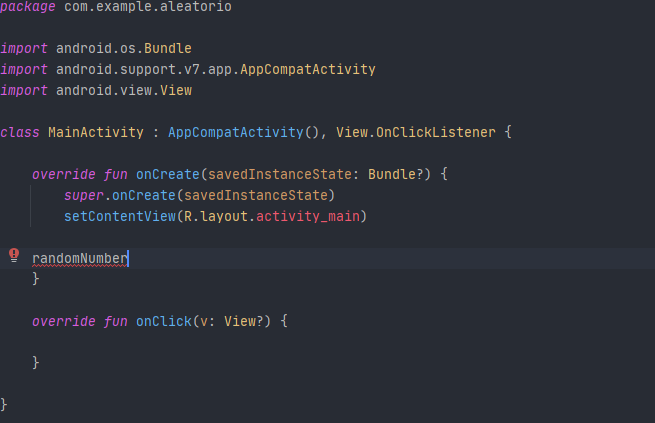 package com.example.aleatorio
import android.os.Bundle
import android.support.v7.app.AppCompatActivity
import android.view.View
class MainActivity : AppCompatActivity(), View.OnClickListener {
override fun onCreate(savedInstanceState: Bundle?) {
super.onCreate(savedInstanceState)
setContentView(R.layout.activity_main)
randomNumber
}
override fun onClick(v: View?) {
}
}